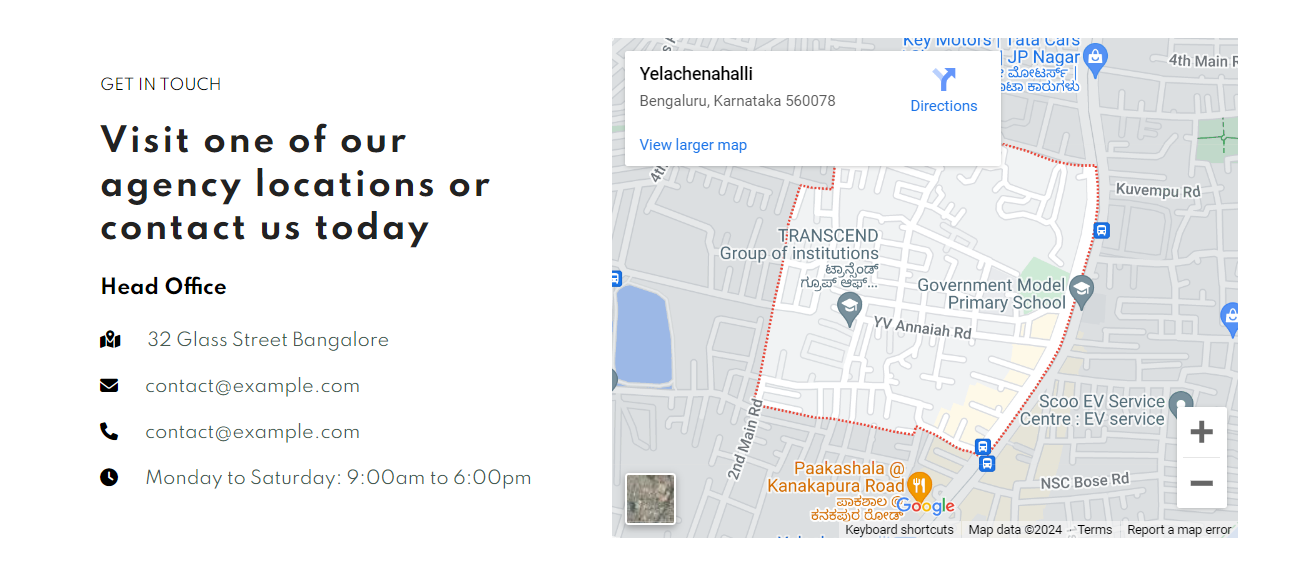 GET IN TOUCH
Visit one of our
agency locations or
contact us today
Head Office
32 Glass Street Bangalore
contact@example.com
contact@example.com
Monday to Saturday: 9:00am to 6:00pm
Yelachenahalli
Bengaluru, Karnataka 560078
Directions
View larger map
Key Motors | Tata Cars
JP Nagar
ಮೋಟರ್ಸ್ |
ಟಾಟಾ ಕಾರುಗಳು
4th Main R
4th
Kuvempu Rd
TRANSCEND
Group of institutions
ಟ್ರಾನ್ಸೆಂಡ್
ಗ್ರೂಪ್ ಆಫ್...
Government Model
Primary School
YV Annaiah Rd
Scoo EV Service
Centre : EV service
2nd Main Rd
Paakashala @
Kanakapura Road
ಪಾಕಶಾಲ @
ಕನಕಪುರ ರೋಡ್
NSC Bose Rd
Google
Keyboard shortcuts
Map data ©2024
Terms
Report a map error